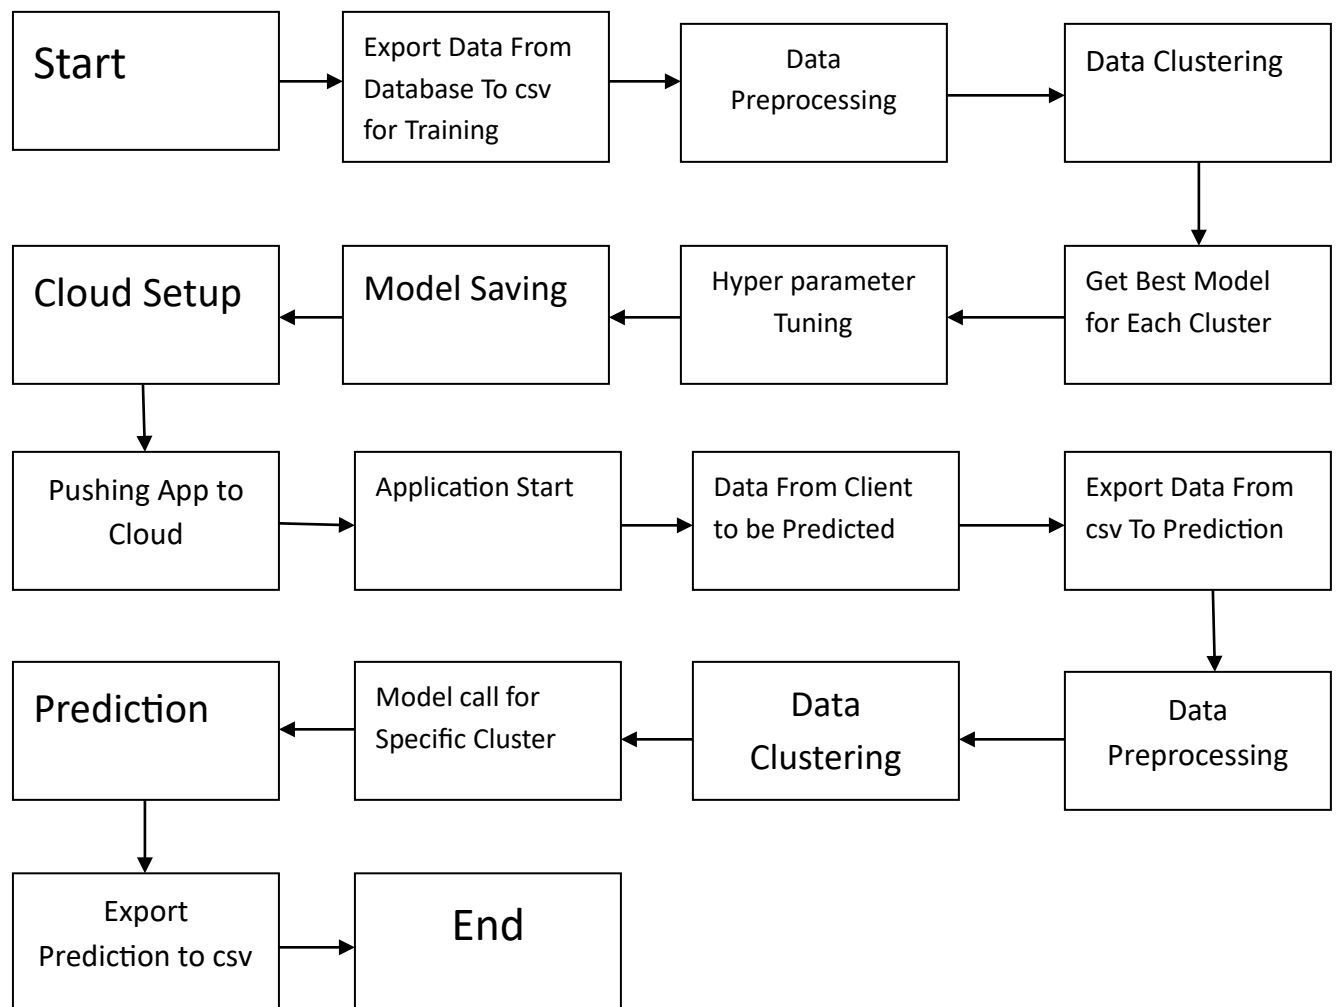 Start
Export Data From
Database To csv
for Training
Data
Preprocessing
Data Clustering
Cloud Setup
Model Saving
Hyper parameter
Tuning
Get Best Model
for Each Cluster
Pushing App to
Cloud
Application Start
Data From Client
to be Predicted
Export Data From
csv To Prediction
Prediction
Model call for
Specific Cluster
Data
Clustering
Data
Preprocessing
Export
Prediction to csv
End